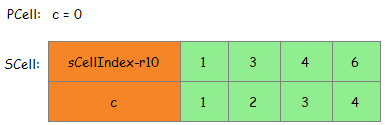 PCell: c = 0
SCell:
sCellIndex-r10 1 3 4 6
c 1 2 3 4